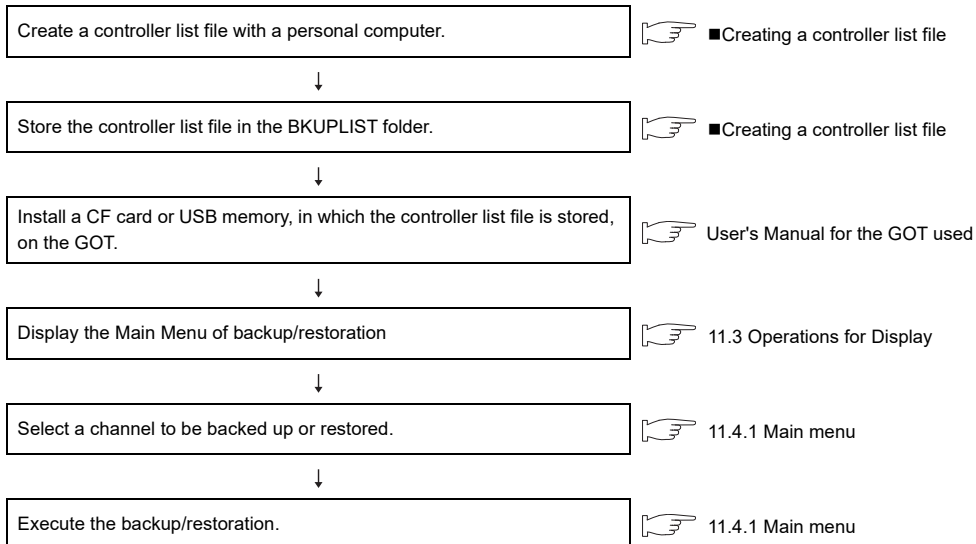 Create a controller list file with a personal computer.
■Creating a controller list file
↓
Store the controller list file in the BKUPLIST folder.
■Creating a controller list file
↓
Install a CF card or USB memory, in which the controller list file is stored,
on the GOT.
User's Manual for the GOT used
↓
Display the Main Menu of backup/restoration
11.3 Operations for Display
↓
Select a channel to be backed up or restored.
11.4.1 Main menu
↓
Execute the backup/restoration.
11.4.1 Main menu